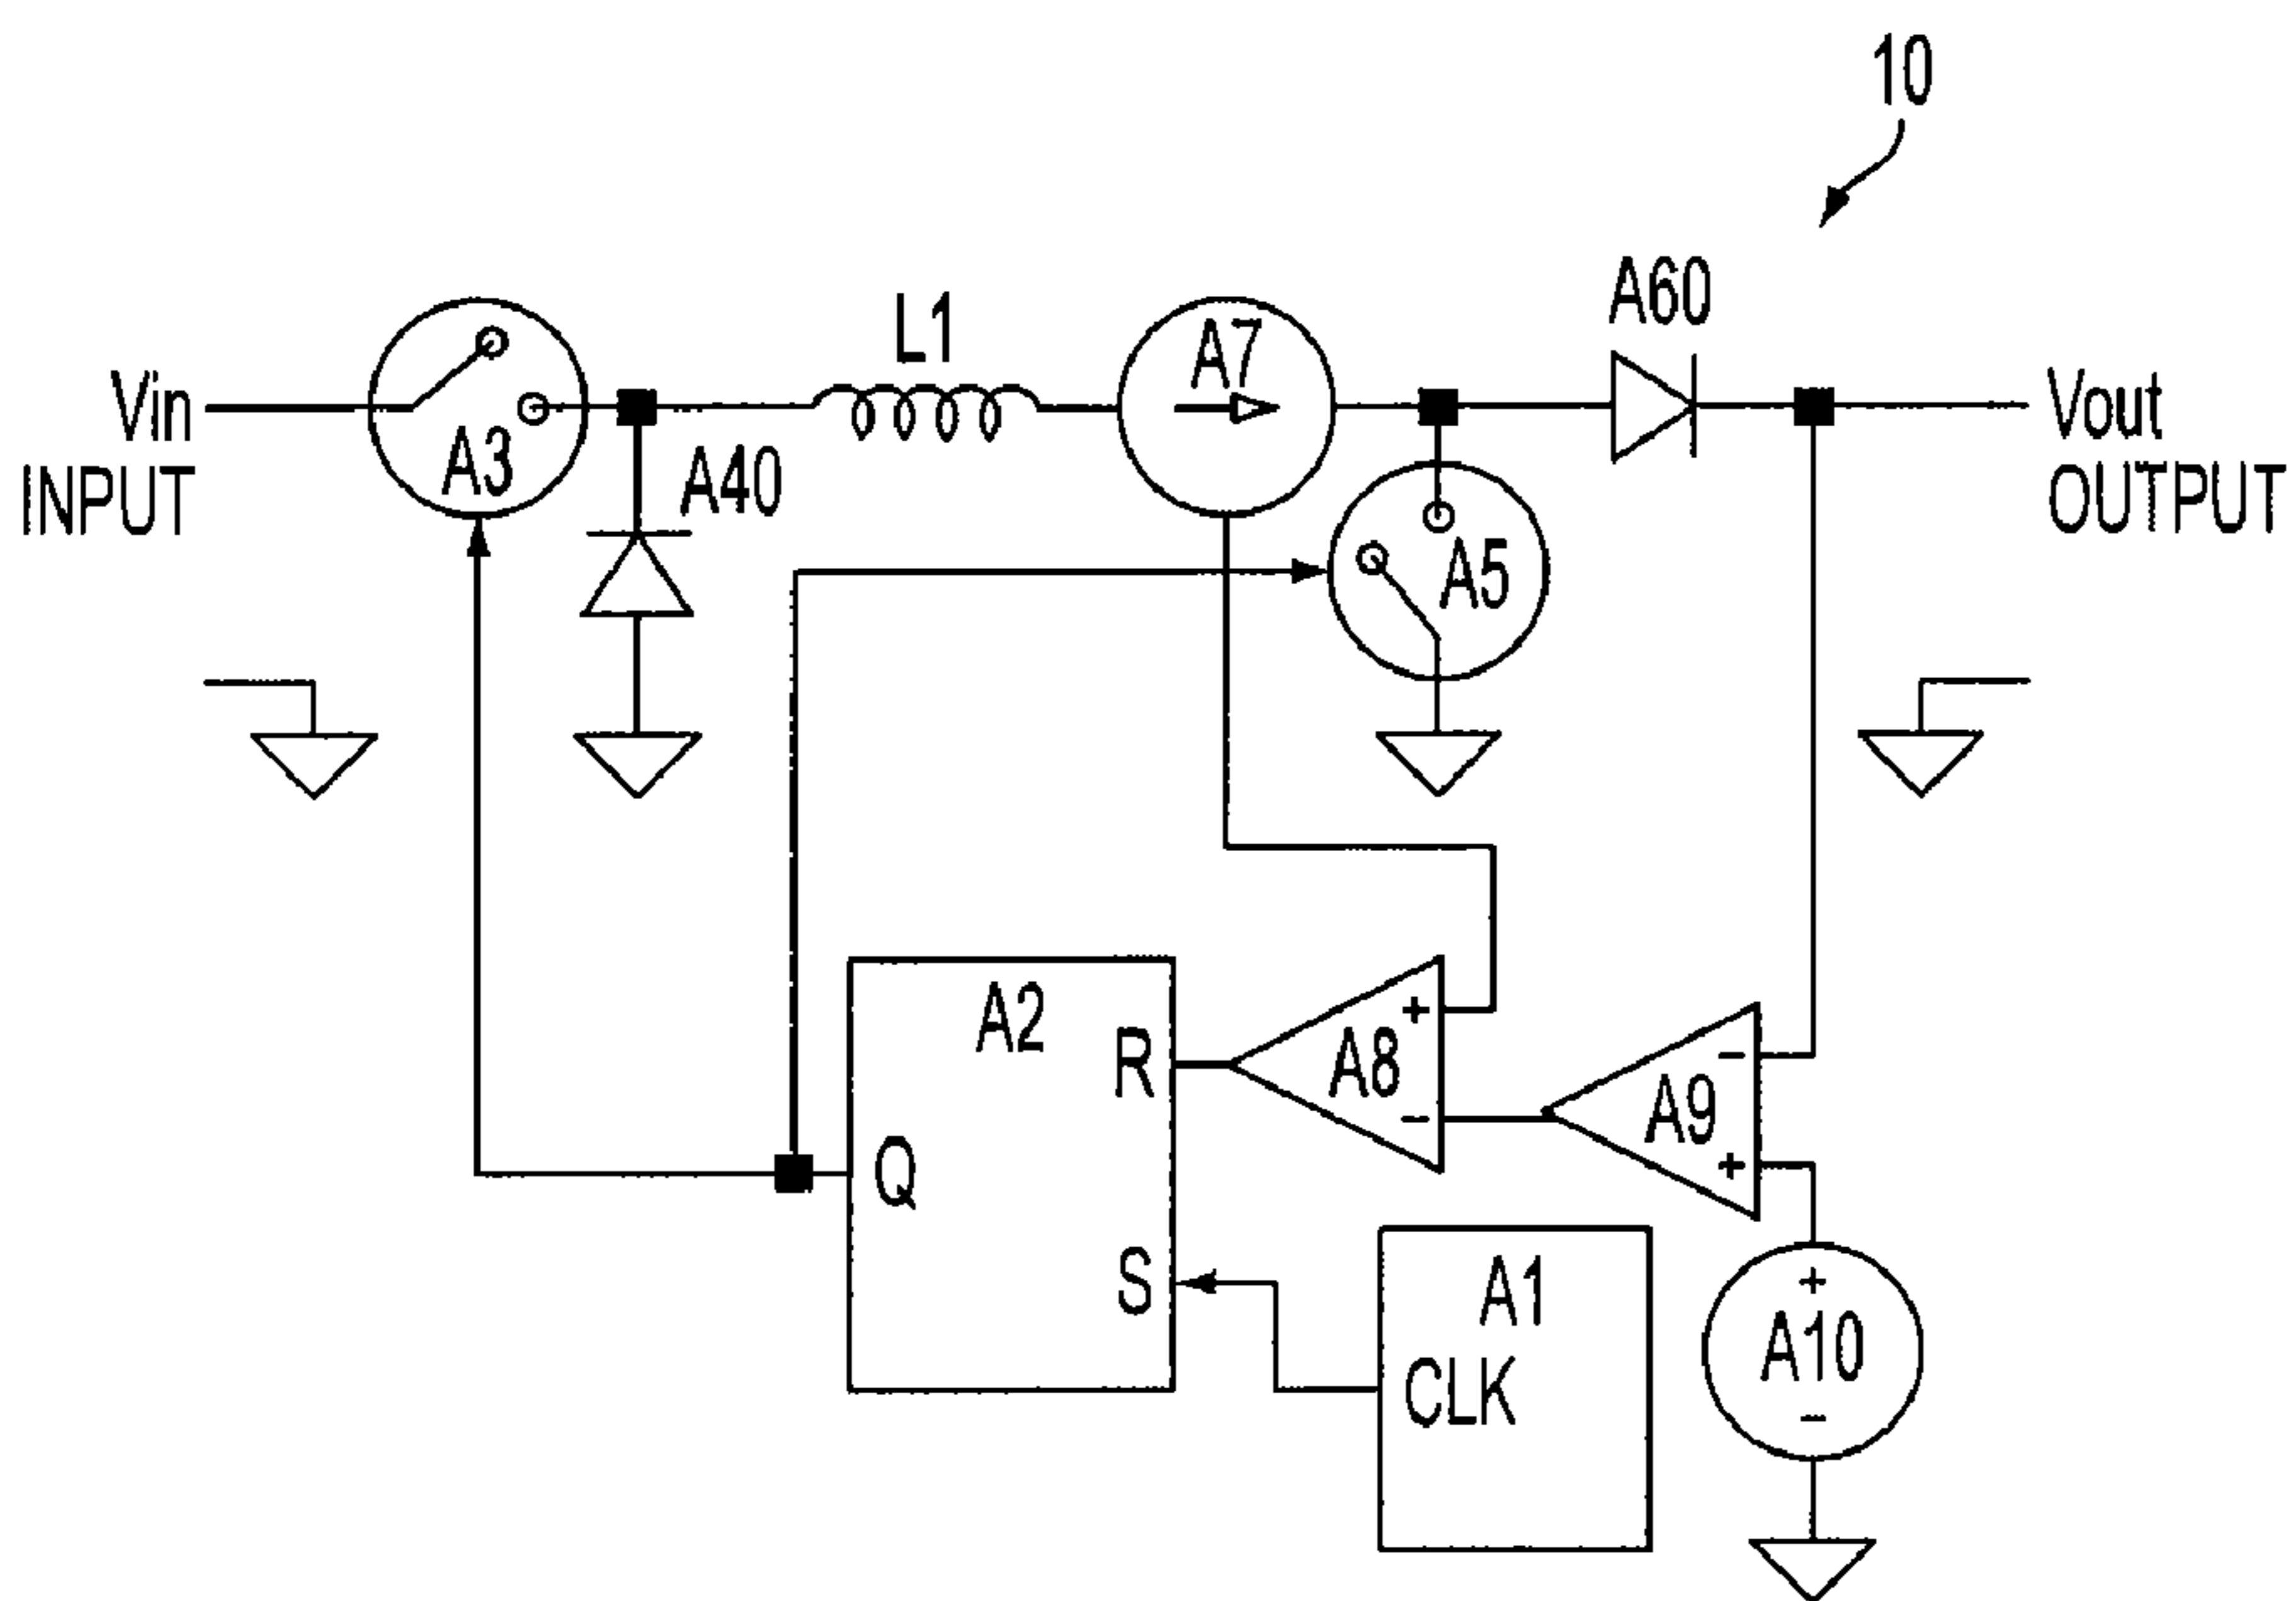 10
A60
L1
A7
Vin
INPUT
A3
A40
Vout
OUTPUT
A5
A2
R
Q
S
+
A8
-
-
A9
+
A1
CLK
+
A10
-